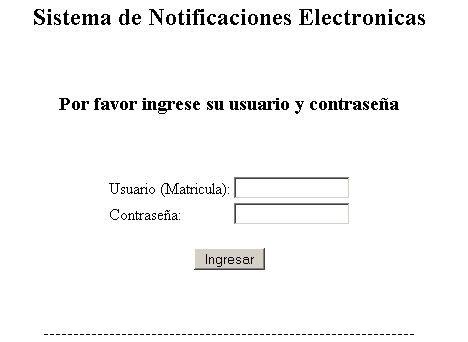 Sistema de Notificaciones Electronicas
Por favor ingrese su usuario y contraseña
Usuario (Matricula):
Contraseña:
Ingresar
--------------------------------------------------------------